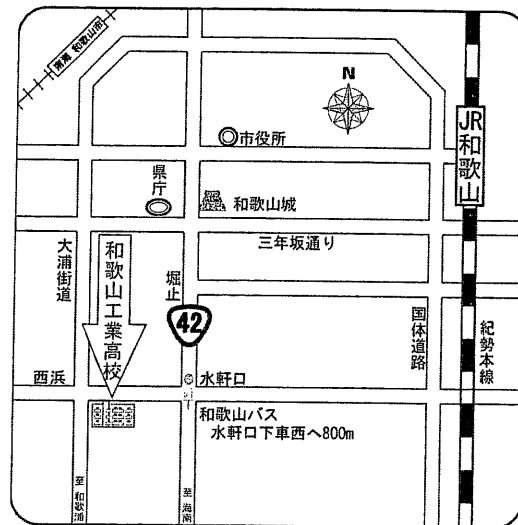 南海 和歌山市
N
市役所
JR和歌山
県庁
和歌山城
三年坂通り
大浦街道
和歌山工業高校
堀止
42
国体道路
紀勢本線
西浜
水軒口
和歌山バス
水軒口下車西へ800m
至 和歌浦
至 海南